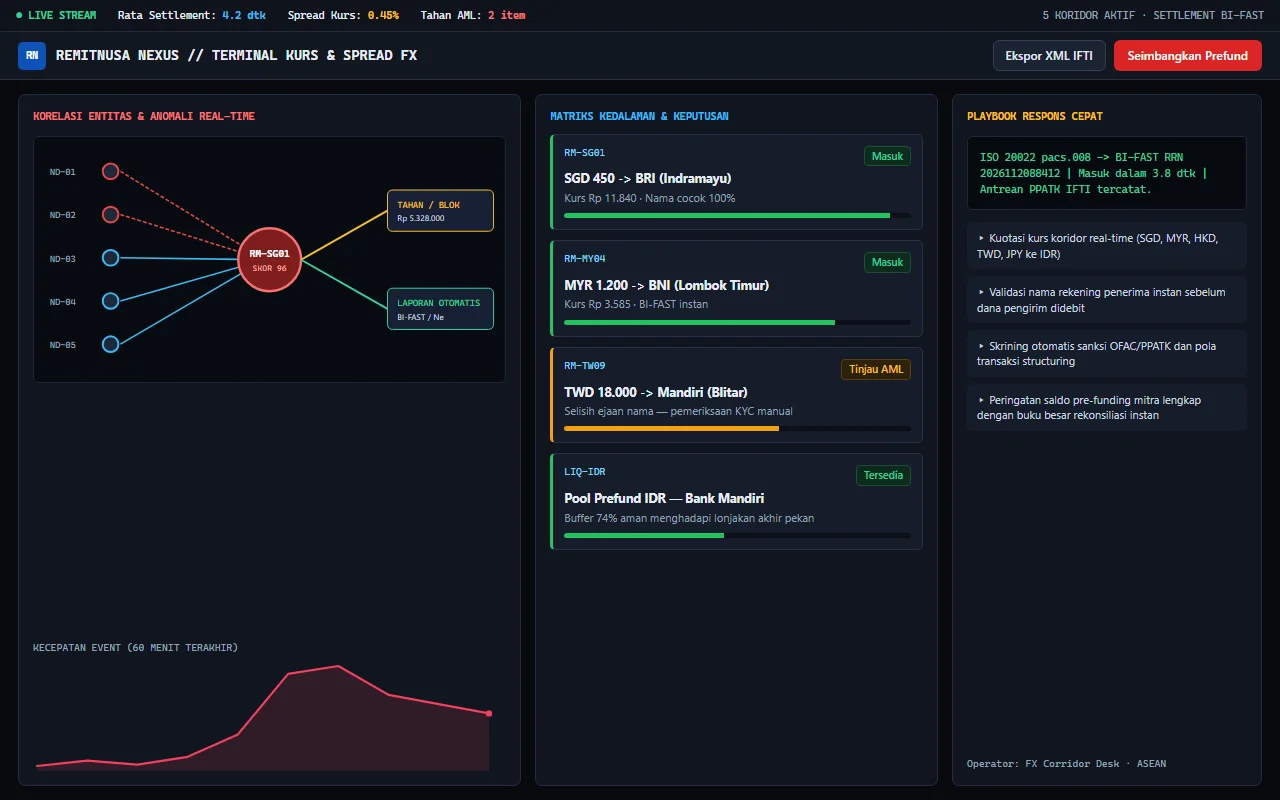 ● LIVE STREAM
Rata Settlement: 4.2 dtk
Spread Kurs: 0.45%
Tahan AML: 2 item
5 KORIDOR AKTIF · SETTLEMENT BI-FAST
RN
REMITNUSA NEXUS // TERMINAL KURS & SPREAD FX
Ekspor XML IFTI
Seimbangkan Prefund
KORELASI ENTITAS & ANOMALI REAL-TIME
ND-01
ND-02
ND-03
ND-04
ND-05
RM-SG01
SKOR 96
TAHAN / BLOK
Rp 5.328.000
LAPORAN OTOMATIS
BI-FAST / Ne
KECEPATAN EVENT (60 MENIT TERAKHIR)
MATRIKS KEDALAMAN & KEPUTUSAN
RM-SG01
Masuk
SGD 450 -> BRI (Indramayu)
Kurs Rp 11.840 · Nama cocok 100%
RM-MY04
Masuk
MYR 1.200 -> BNI (Lombok Timur)
Kurs Rp 3.585 · BI-FAST instan
RM-TW09
Tinjau AML
TWD 18.000 -> Mandiri (Blitar)
Selisih ejaan nama — pemeriksaan KYC manual
LIQ-IDR
Tersedia
Pool Prefund IDR — Bank Mandiri
Buffer 74% aman menghadapi lonjakan akhir pekan
PLAYBOOK RESPONS CEPAT
ISO 20022 pacs.008 -> BI-FAST RRN
2026112088412 | Masuk dalam 3.8 dtk |
Antrean PPATK IFTI tercatat.
‣ Kuotasi kurs koridor real-time (SGD, MYR, HKD,
TWD, JPY ke IDR)
‣ Validasi nama rekening penerima instan sebelum
dana pengirim didebit
‣ Skrining otomatis sanksi OFAC/PPATK dan pola
transaksi structuring
‣ Peringatan saldo pre-funding mitra lengkap
dengan buku besar rekonsiliasi instan
Operator: FX Corridor Desk · ASEAN